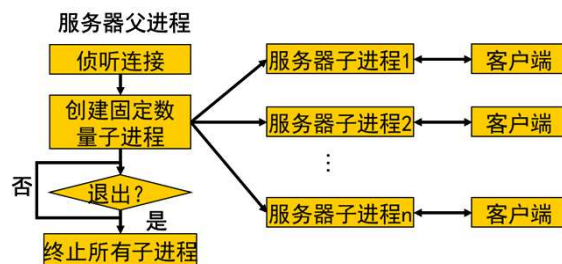 服务器父进程
侦听连接
创建固定数
量子进程
否
退出?
是
终止所有子进程
服务器子进程1
客户端
服务器子进程2
客户端
⋮
服务器子进程n
客户端